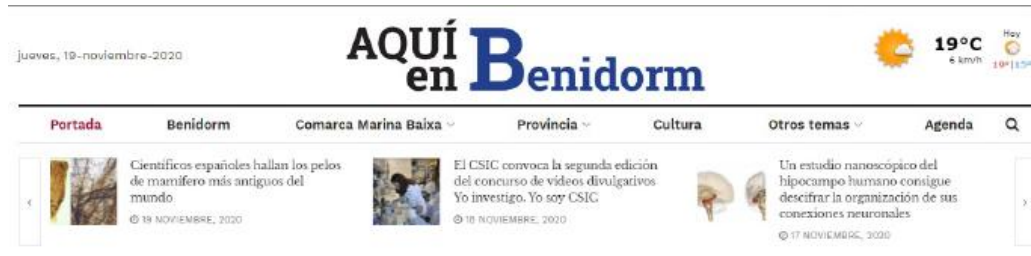 jueves, 19-noviembre-2020
AQUÍ
en Benidorm
19°C
6 km/h
Hoy
19°|15°
Portada Benidorm Comarca Marina Baixa Provincia Cultura Otros temas Agenda
Científicos españoles hallan los pelos
de mamífero más antiguos del
mundo
19 NOVIEMBRE, 2020
El CSIC convoca la segunda edición
del concurso de vídeos divulgativos
Yo investigo. Yo soy CSIC
18 NOVIEMBRE, 2020
Un estudio nanoscópico del
hipocampo humano consigue
descifrar la organización de sus
conexiones neuronales
17 NOVIEMBRE, 2020